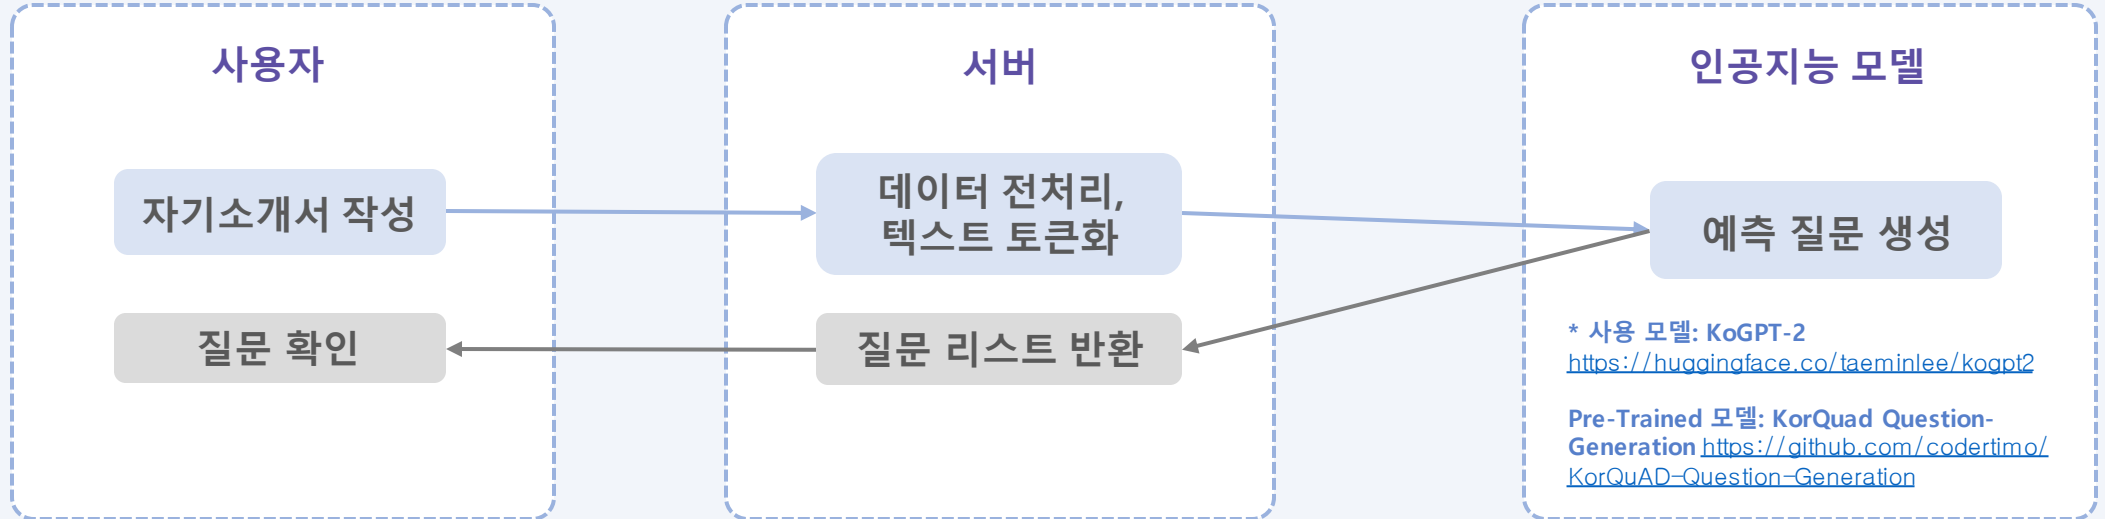 사용자
자기소개서 작성
질문 확인
서버
데이터 전처리,
텍스트 토큰화
질문 리스트 반환
인공지능 모델
예측 질문 생성
* 사용 모델: KoGPT-2
https://huggingface.co/taeminlee/kogpt2
Pre-Trained 모델: KorQuad Question-
Generation https://github.com/codertimo/
KorQuAD-Question-Generation